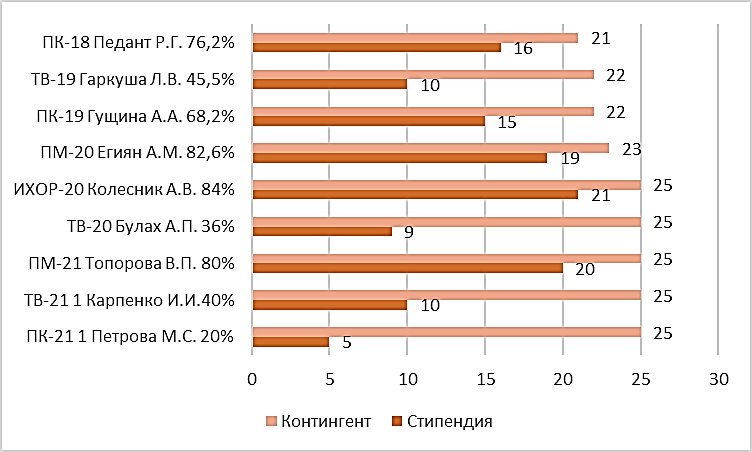 ПК-18 Педант Р.Г. 76,2%
21
16
ТВ-19 Гаркуша Л.В. 45,5%
22
10
ПК-19 Гущина А.А. 68,2%
22
15
ПМ-20 Егиян А.М. 82,6%
23
19
ИХОР-20 Колесник А.В. 84%
25
21
ТВ-20 Булах А.П. 36%
25
9
ПМ-21 Топорова В.П. 80%
25
20
ТВ-21 1 Карпенко И.И.40%
25
10
ПК-21 1 Петрова М.С. 20%
25
5
0 5 10 15 20 25 30
Контингент Стипендия